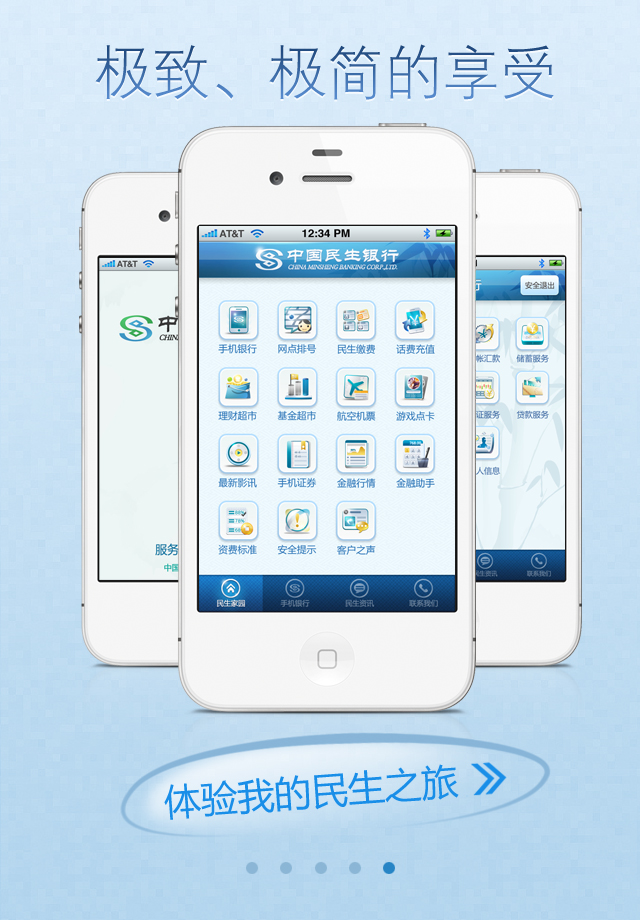 极致、极简的享受
AT&T 12:34 PM
中国民生银行
CHINA MINSHENG BANKING CORP.,LTD.
手机银行 网点排号 民生缴费 话费充值
理财超市 基金超市 航空机票 游戏点卡
最新影讯 手机证券 金融行情 金融助手
资费标准 安全提示 客户之声
民生家园 手机银行 民生资讯 联系我们
AT&T
中
CHIN
服务
中国
行 安全退出
帐汇款 储蓄服务
证服务 贷款服务
人信息
民生资讯 联系我们
体验我的民生之旅